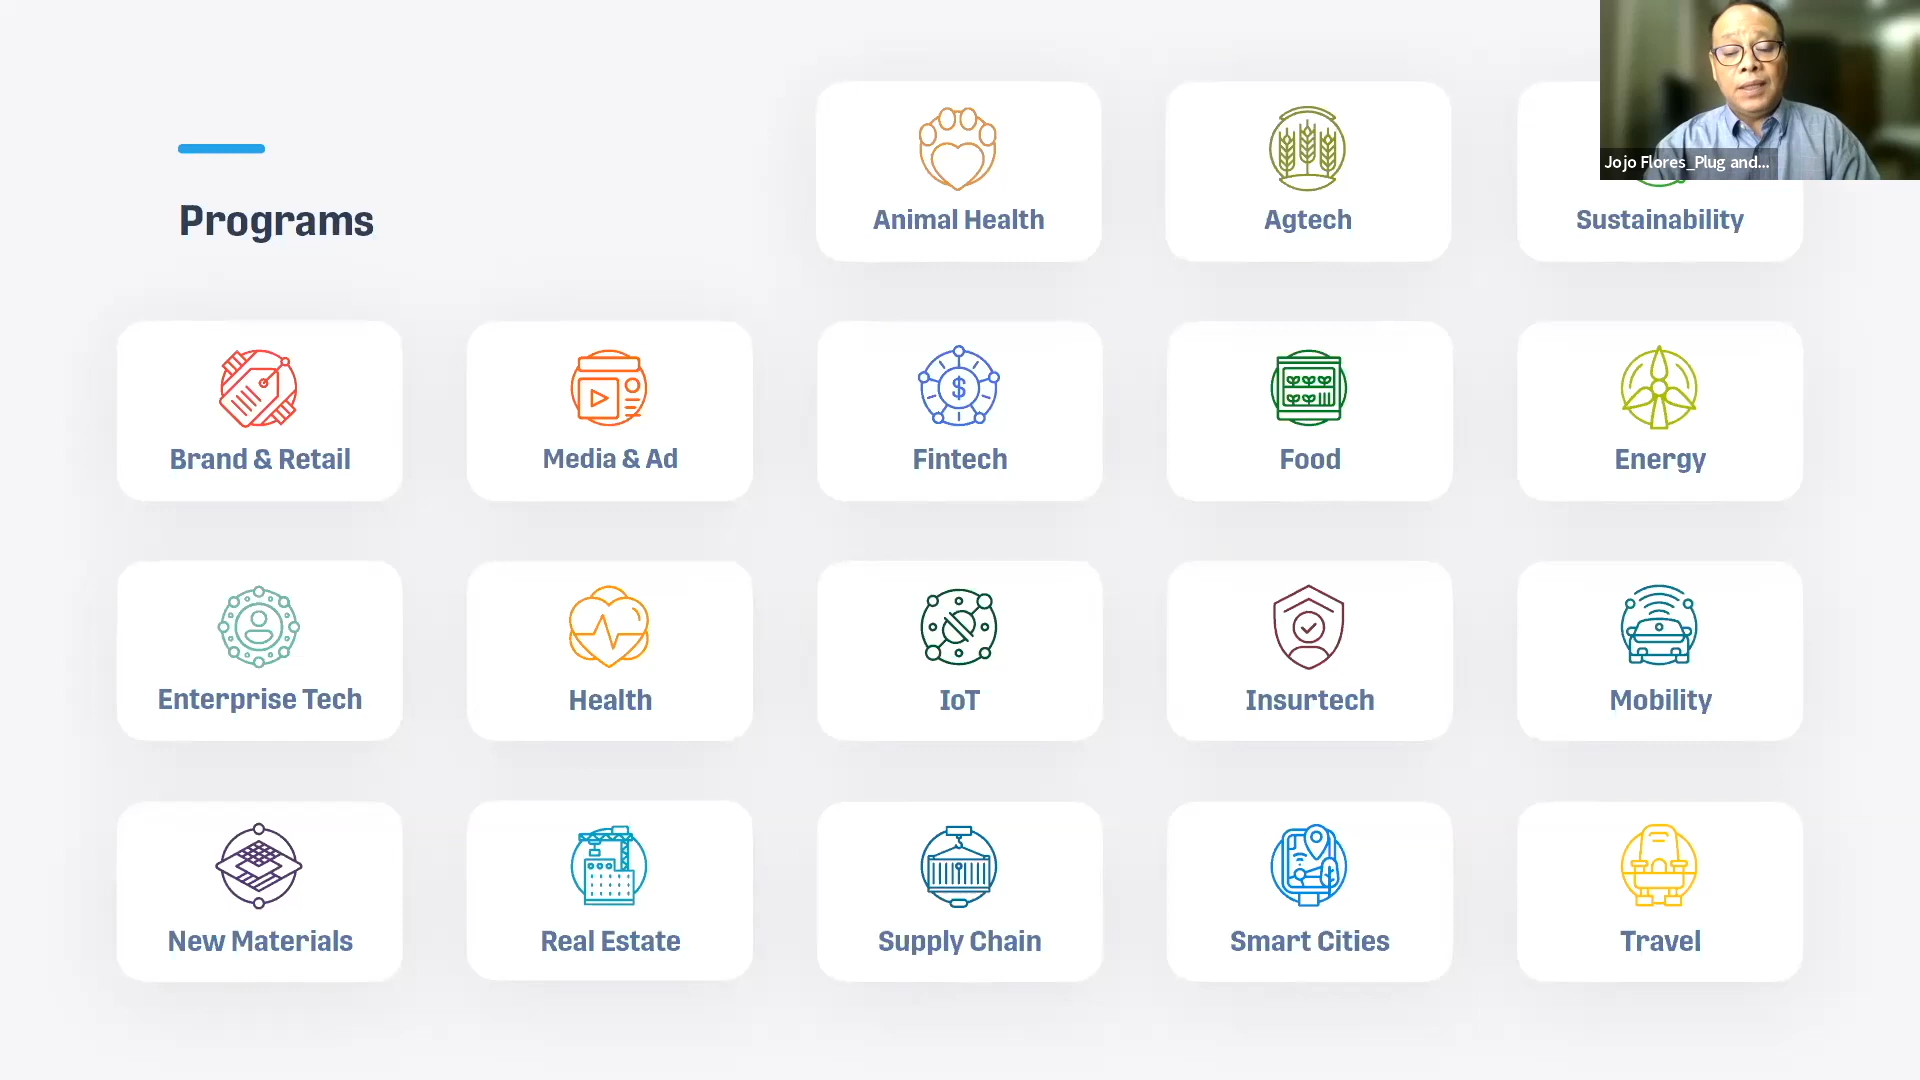 Programs
Animal Health
Agtech
Sustainability
Jojo Flores_Plug and...
Brand & Retail
Media & Ad
Fintech
$
Food
Energy
Enterprise Tech
Health
IoT
Insurtech
Mobility
New Materials
Real Estate
Supply Chain
Smart Cities
Travel